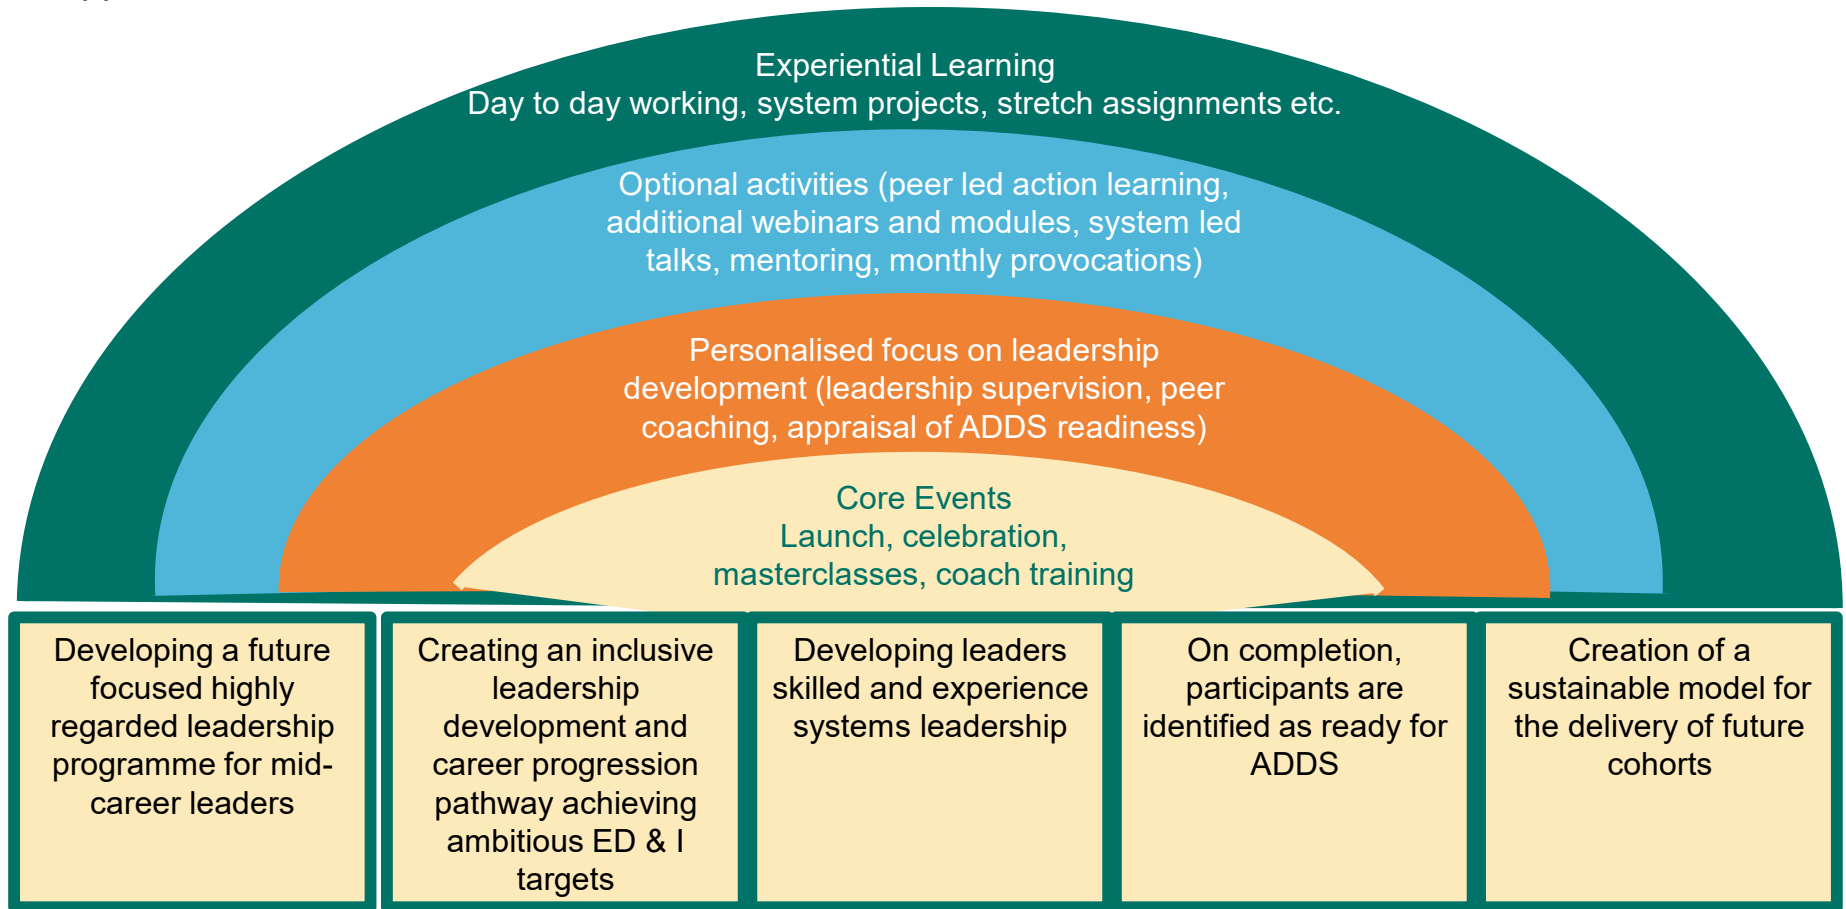 Experiential Learning
Day to day working, system projects, stretch assignments etc.
Optional activities (peer led action learning,
additional webinars and modules, system led
talks, mentoring, monthly provocations)
Personalised focus on leadership
development (leadership supervision, peer
coaching, appraisal of ADDS readiness)
Core Events
Launch, celebration,
masterclasses, coach training
Developing a future
focused highly
regarded leadership
programme for mid-
career leaders
Creating an inclusive
leadership
development and
career progression
pathway achieving
ambitious ED & I
targets
Developing leaders
skilled and experience
systems leadership
On completion,
participants are
identified as ready for
ADDS
Creation of a
sustainable model for
the delivery of future
cohorts